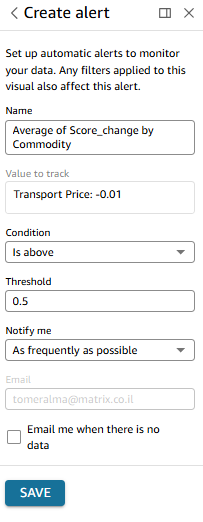 Create alert
Set up automatic alerts to monitor
your data. Any filters applied to this
visual also affect this alert.
Name
Average of Score_change by
Commodity
Value to track
Transport Price: -0.01
Condition
Is above
Threshold
0.5
Notify me
As frequently as possible
Email
tomeralma@matrix.co.il
Email me when there is no
data
SAVE